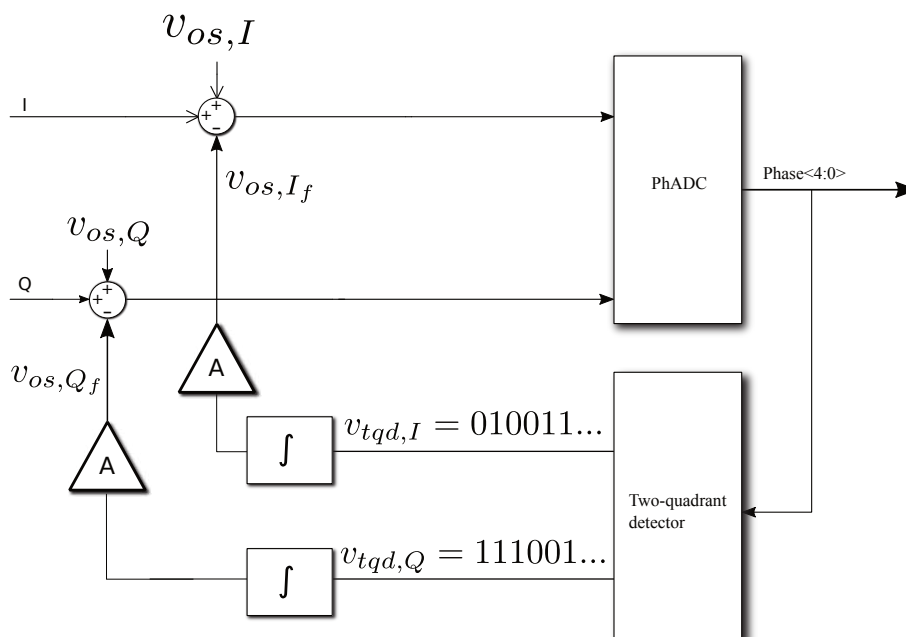 v_{os,I}
I
+
+
−
v_{os,I_f}
PhADC
Phase<4:0>
v_{os,Q}
Q
+
+
−
v_{os,Q_f}
A
A
∫
v_{tqd,I} = 010011...
Two-quadrant
detector
∫
v_{tqd,Q} = 111001...